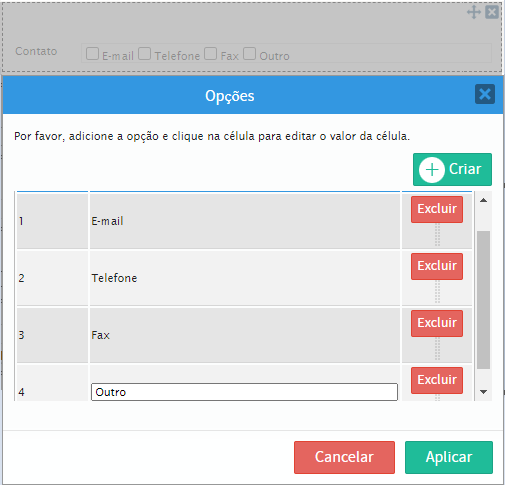 Contato E-mail Telefone Fax Outro
Opções
Por favor, adicione a opção e clique na célula para editar o valor da célula.
Criar
1 E-mail Excluir
2 Telefone Excluir
3 Fax Excluir
4 Outro Excluir
Cancelar Aplicar